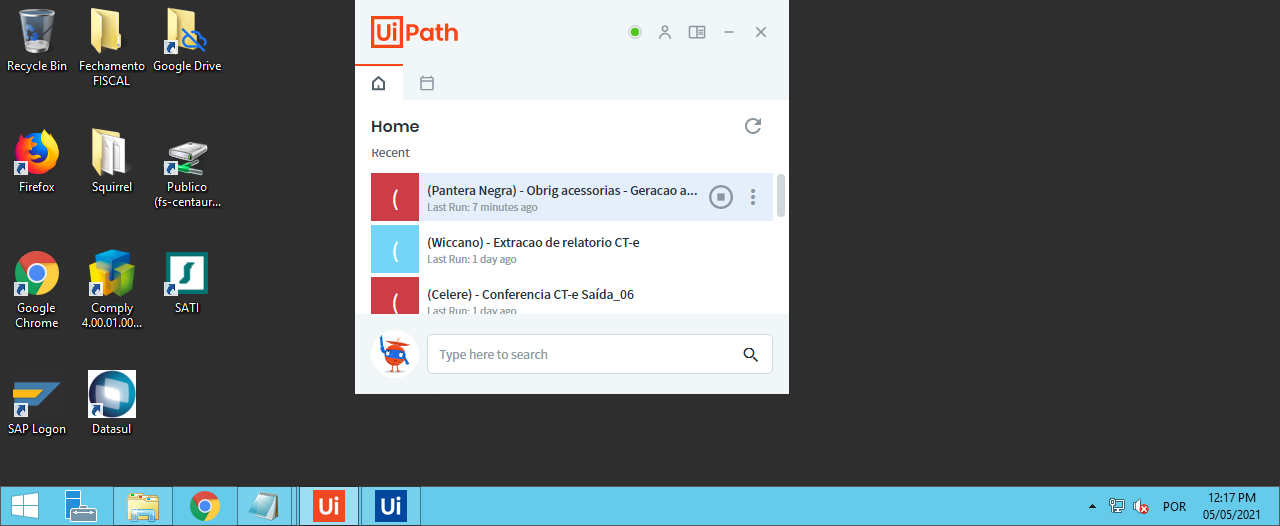 Recycle Bin
Fechamento
FISCAL
Google Drive
Firefox
Squirrel
Publico
(fs-centaur...
Google
Chrome
Comply
4.00.01.00...
SATI
SAP Logon
Datasul
UiPath
Home
Recent
(
(Pantera Negra) - Obrig acessorias - Geracao a...
Last Run: 7 minutes ago
(
(Wiccano) - Extracao de relatorio CT-e
Last Run: 1 day ago
(
(Celere) - Conferencia CT-e Saída_06
Last Run: 1 day ago
Type here to search
Ui
Ui
POR
12:17 PM
05/05/2021